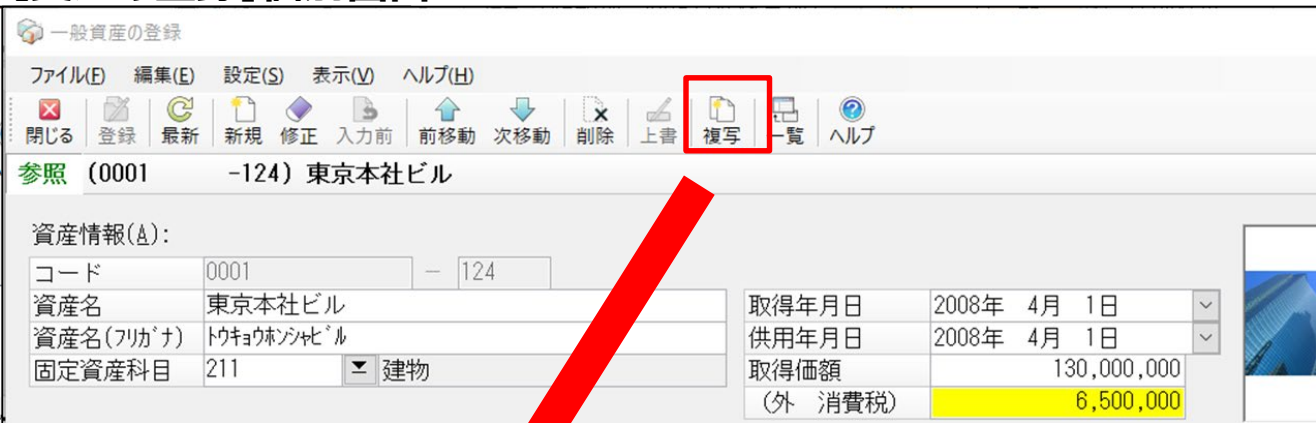 一般資産の登録
ファイル(F) 編集(E) 設定(S) 表示(V) ヘルプ(H)
閉じる 登録 最新 新規 修正 入力前 前移動 次移動 削除 上書 複写 一覧 ヘルプ
参照 (0001 -124) 東京本社ビル
資産情報(A):
コード 0001 - 124
資産名 東京本社ビル 取得年月日 2008年 4月 1日
資産名(フリガナ) トウキョウホンシャビル 供用年月日 2008年 4月 1日
固定資産科目 211 建物 取得価額 130,000,000
(外 消費税) 6,500,000